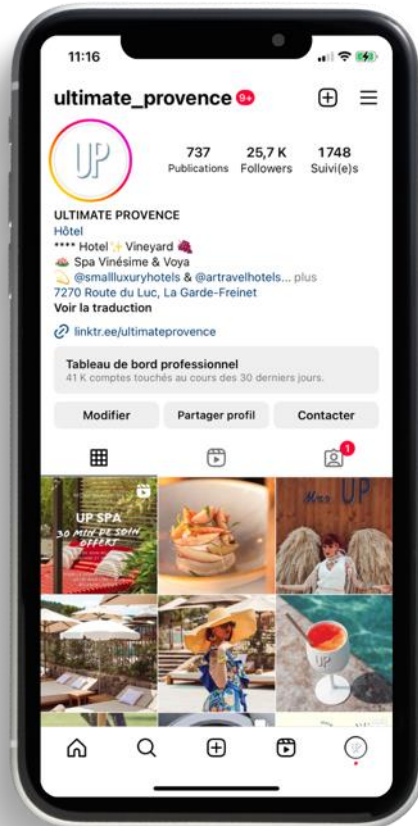 11:16
ultimate_provence 9+
UP
737 25,7 K 1748
Publications Followers Suivi(e)s
ULTIMATE PROVENCE
Hôtel
**** Hotel ✨ Vineyard 🍇
🪷 Spa Vinésime & Voya
💫 @smallluxuryhotels & @artravelhotels... plus
7270 Route du Luc, La Garde-Freinet
Voir la traduction
linktr.ee/ultimateprovence
Tableau de bord professionnel
41 K comptes touchés au cours des 30 derniers jours.
Modifier Partager profil Contacter
1
UP SPA
30 MIN DE SOIN
OFFERT
Mrs UP
UP